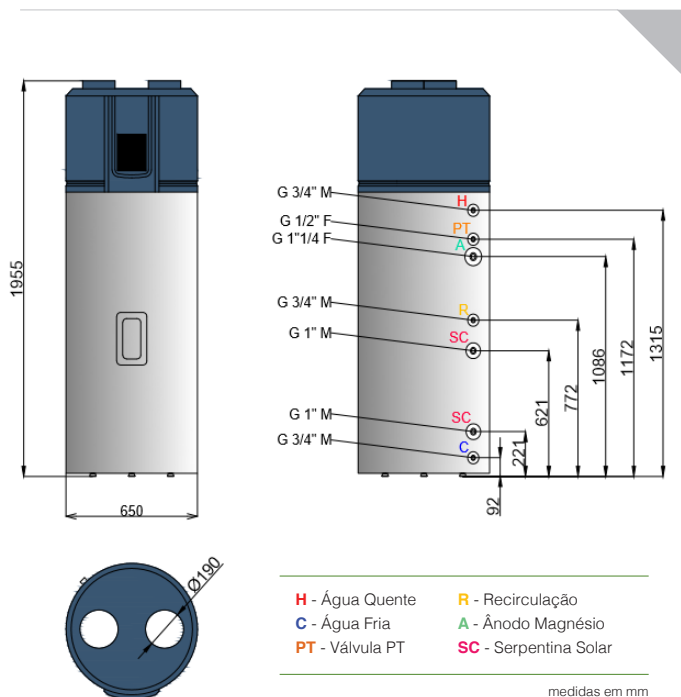 1955
650
G 3/4" M
H
G 1/2" F
PT
G 1"1/4 F
A
G 3/4" M
R
G 1" M
SC
G 1" M
SC
G 3/4" M
C
92
221
621
772
1086
1172
1315
Ø190
H - Água Quente
R - Recirculação
C - Água Fria
A - Ânodo Magnésio
PT - Válvula PT
SC - Serpentina Solar
medidas em mm